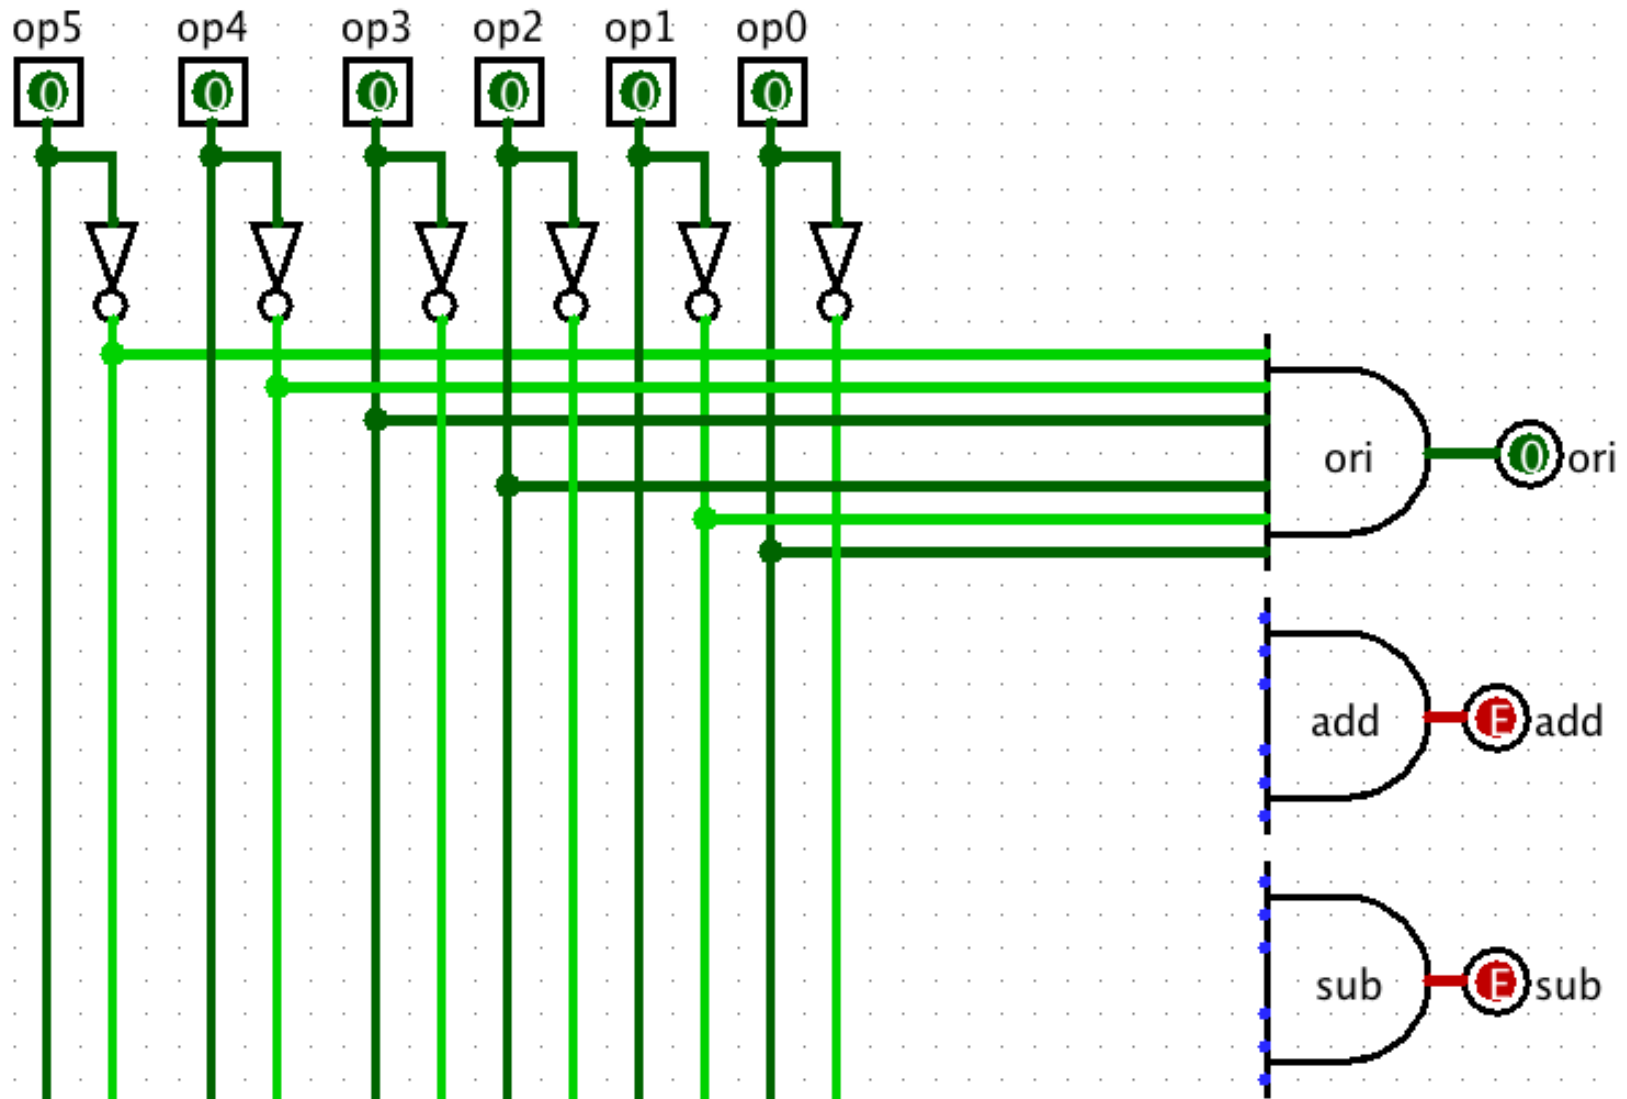 op5 op4 op3 op2 op1 op0
0 0 0 0 0 0
ori 0 ori
add E add
sub E sub